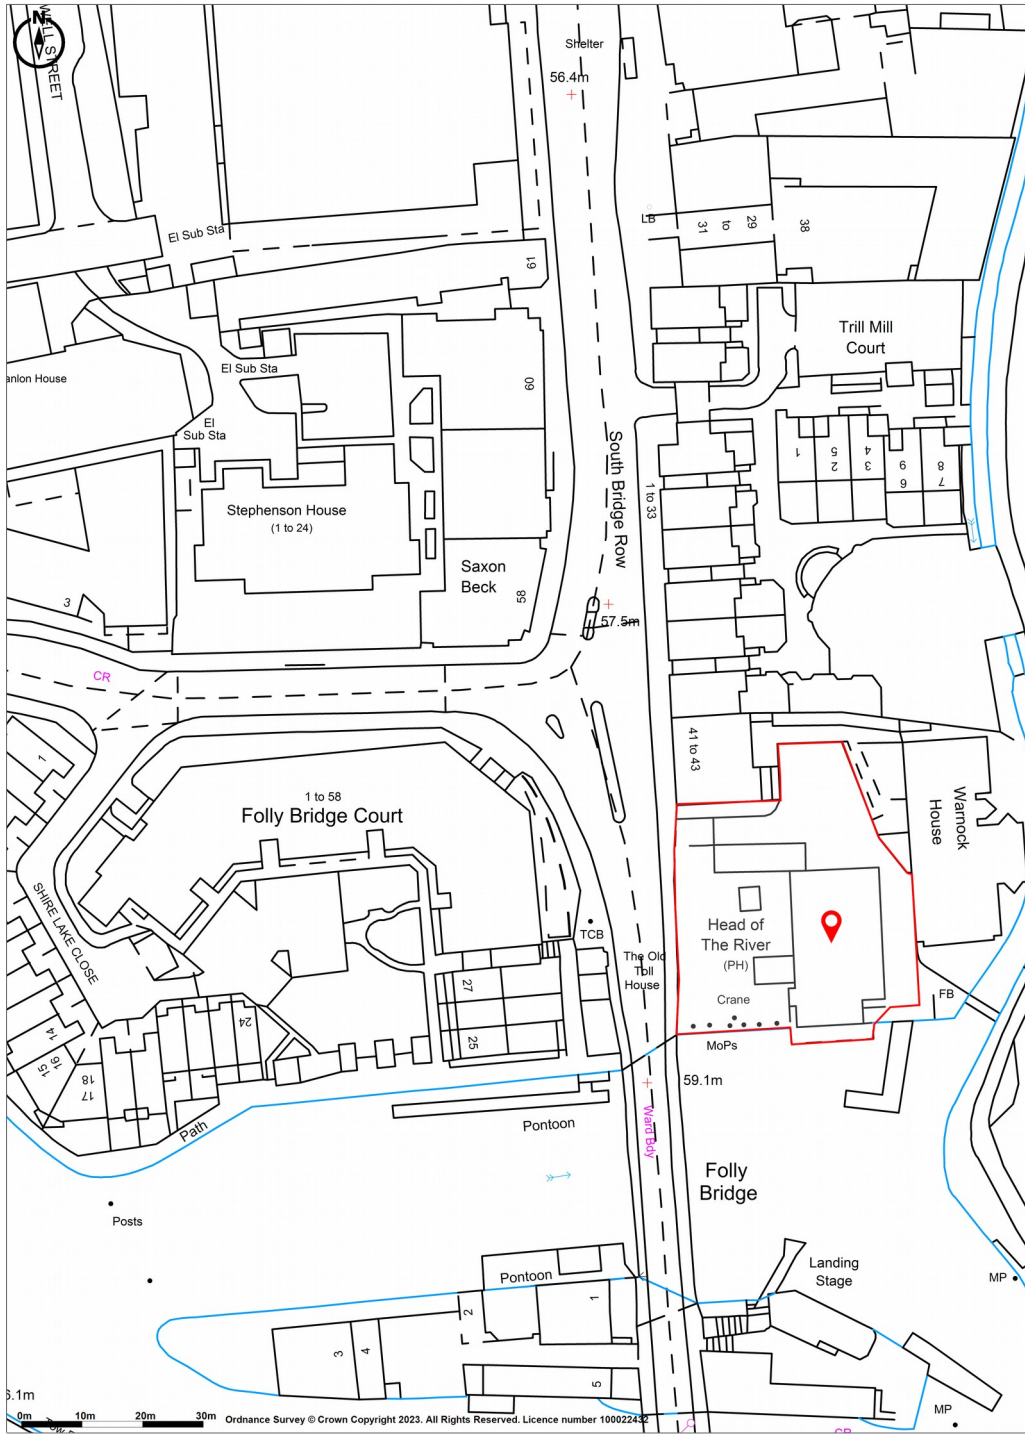 N
WELL STREET
Shelter
56.4m
El Sub Sta
LB
31
to
29
38
61
Trill Mill
Court
anlon House
El Sub Sta
60
El
Sub Sta
South Bridge Row
1
2
5
3
4
6
9
7
8
Stephenson House
(1 to 24)
1 to 33
Saxon
Beck
58
3
57.5m
CR
1
41 to 43
1 to 58
Folly Bridge Court
Warnock
House
SHIRE LAKE CLOSE
TCB
Head of
The River
(PH)
The Old
Toll
House
27
Crane
FB
24
14
25
MoPs
16
15
18
17
59.1m
Path
Pontoon
Ward Bdy
Folly
Bridge
Posts
Landing
Stage
Pontoon
MP
1
2
3
4
5
6.1m
MP
0m 10m 20m 30m
Ordnance Survey © Crown Copyright 2023. All Rights Reserved. Licence number 100022432
CR